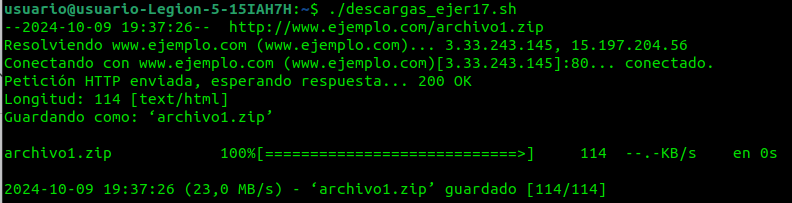 usuario@usuario-Legion-5-15IAH7H:~$ ./descargas_ejer17.sh
--2024-10-09 19:37:26--  http://www.ejemplo.com/archivo1.zip
Resolviendo www.ejemplo.com (www.ejemplo.com)... 3.33.243.145, 15.197.204.56
Conectando con www.ejemplo.com (www.ejemplo.com)[3.33.243.145]:80... conectado.
Petición HTTP enviada, esperando respuesta... 200 OK
Longitud: 114 [text/html]
Guardando como: ‘archivo1.zip’
archivo1.zip            100%[============================>]     114  --.-KB/s    en 0s
2024-10-09 19:37:26 (23,0 MB/s) - ‘archivo1.zip’ guardado [114/114]